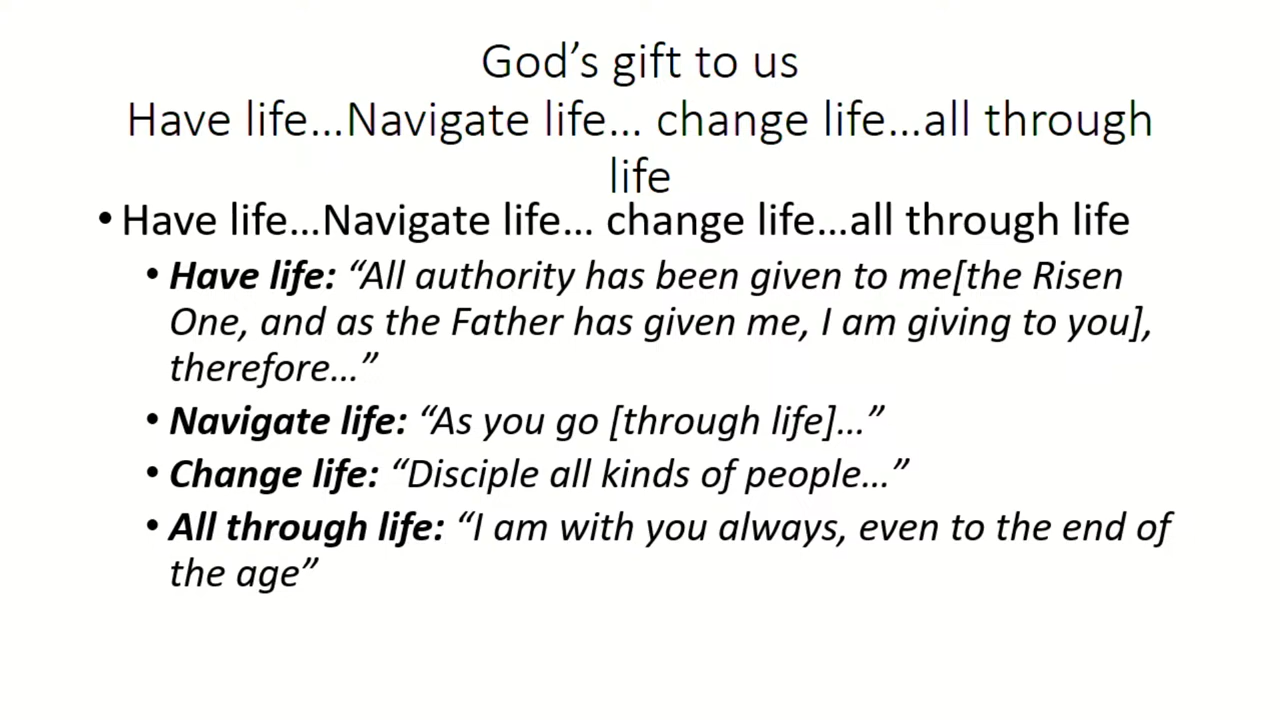 God’s gift to us
Have life…Navigate life… change life…all through
life
• Have life…Navigate life… change life…all through life
• Have life: “All authority has been given to me[the Risen
One, and as the Father has given me, I am giving to you],
therefore…”
• Navigate life: “As you go [through life]…”
• Change life: “Disciple all kinds of people…”
• All through life: “I am with you always, even to the end of
the age”